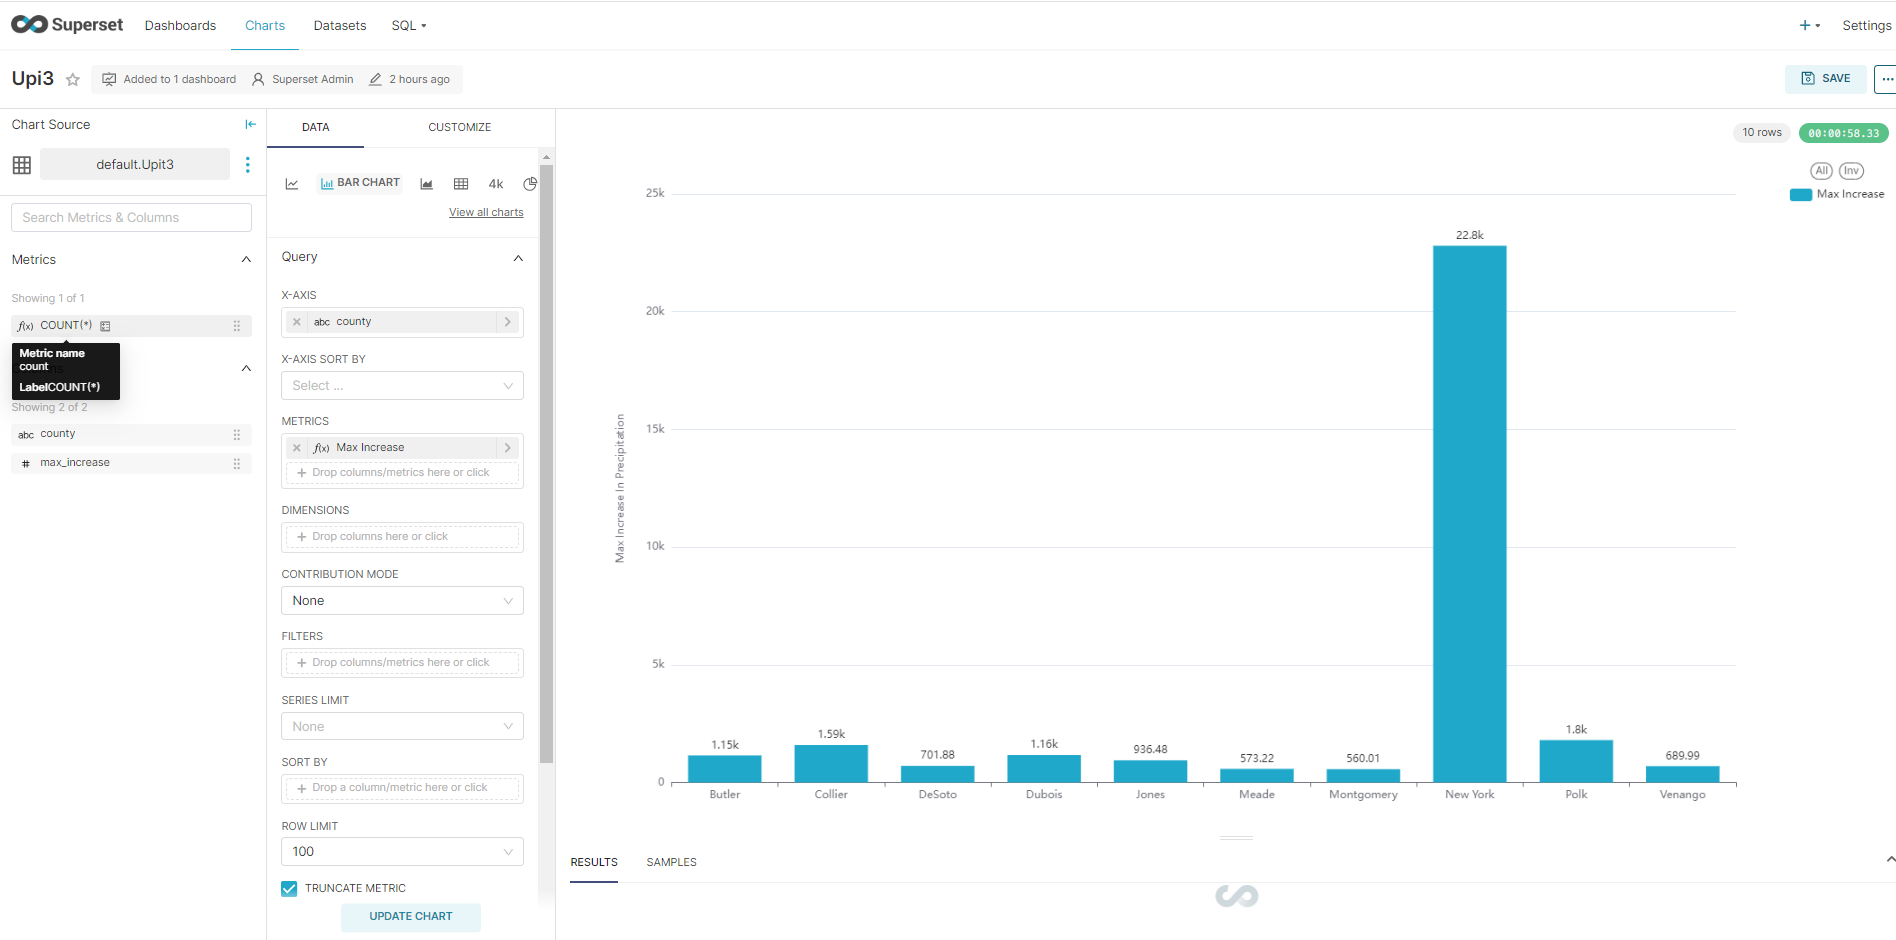 Superset Dashboards Charts Datasets SQL Settings
Upi3 Added to 1 dashboard Superset Admin 2 hours ago SAVE
Chart Source
default.Upit3
Search Metrics & Columns
Metrics
Showing 1 of 1
f(x) COUNT(*)
Metric name
count
LabelCOUNT(*)
Showing 2 of 2
abc county
# max_increase
DATA CUSTOMIZE
BAR CHART 4k
View all charts
Query
X-AXIS
abc county
X-AXIS SORT BY
Select ...
METRICS
f(x) Max Increase
+ Drop columns/metrics here or click
DIMENSIONS
+ Drop columns here or click
CONTRIBUTION MODE
None
FILTERS
+ Drop columns/metrics here or click
SERIES LIMIT
None
SORT BY
+ Drop a column/metric here or click
ROW LIMIT
100
TRUNCATE METRIC
UPDATE CHART
10 rows 00:00:58.33
All Inv
Max Increase
Max Increase In Precipitation
25k
20k
15k
10k
5k
0
1.15k 1.59k 701.88 1.16k 936.48 573.22 560.01 22.8k 1.8k 689.99
Butler Collier DeSoto Dubois Jones Meade Montgomery New York Polk Venango
RESULTS SAMPLES